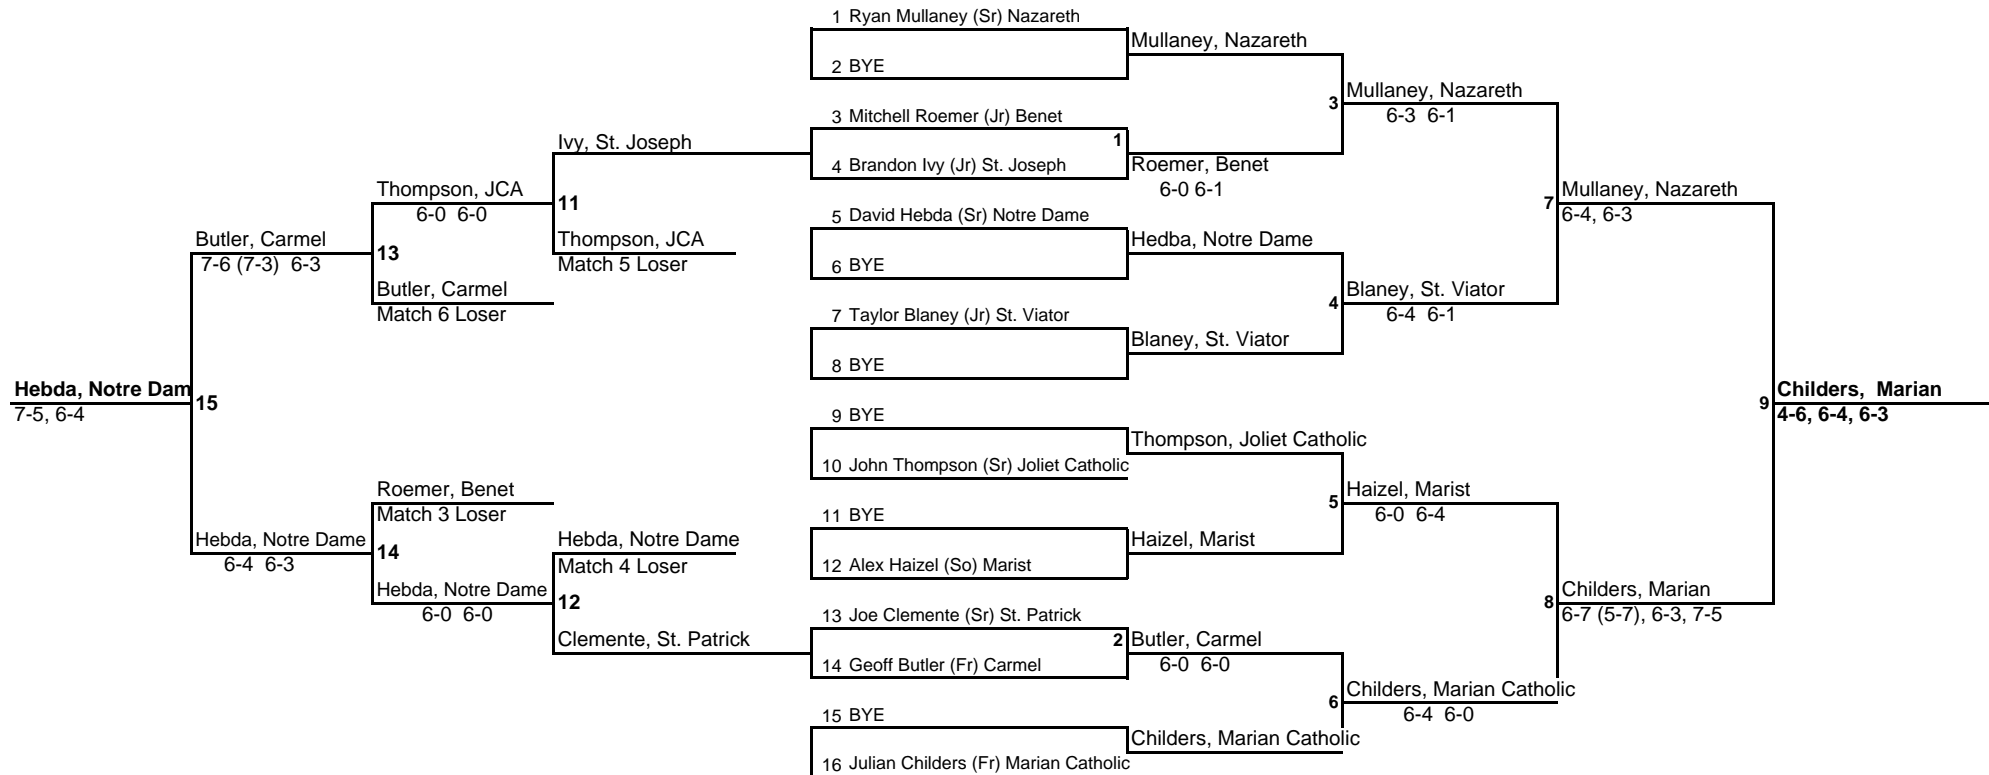 1 Ryan Mullaney (Sr) Nazareth
Mullaney, Nazareth
2 BYE
Mullaney, Nazareth
3
6-3 6-1
3 Mitchell Roemer (Jr) Benet
Ivy, St. Joseph
1
4 Brandon Ivy (Jr) St. Joseph
Roemer, Benet
6-0 6-1
Thompson, JCA
6-0 6-0
11
7
Mullaney, Nazareth
6-4, 6-3
5 David Hebda (Sr) Notre Dame
Butler, Carmel
7-6 (7-3) 6-3
13
Thompson, JCA
Match 5 Loser
Hedba, Notre Dame
6 BYE
Butler, Carmel
Match 6 Loser
4
Blaney, St. Viator
6-4 6-1
7 Taylor Blaney (Jr) St. Viator
Blaney, St. Viator
8 BYE
Hebda, Notre Dam
7-5, 6-4
15
9
Childers, Marian
4-6, 6-4, 6-3
9 BYE
Thompson, Joliet Catholic
10 John Thompson (Sr) Joliet Catholic
Roemer, Benet
Match 3 Loser
5
Haizel, Marist
6-0 6-4
11 BYE
Hebda, Notre Dame
6-4 6-3
14
Hebda, Notre Dame
Match 4 Loser
Haizel, Marist
12 Alex Haizel (So) Marist
Hebda, Notre Dame
6-0 6-0
12
8
Childers, Marian
6-7 (5-7), 6-3, 7-5
13 Joe Clemente (Sr) St. Patrick
Clemente, St. Patrick
2
Butler, Carmel
6-0 6-0
14 Geoff Butler (Fr) Carmel
6
Childers, Marian Catholic
6-4 6-0
15 BYE
Childers, Marian Catholic
16 Julian Childers (Fr) Marian Catholic